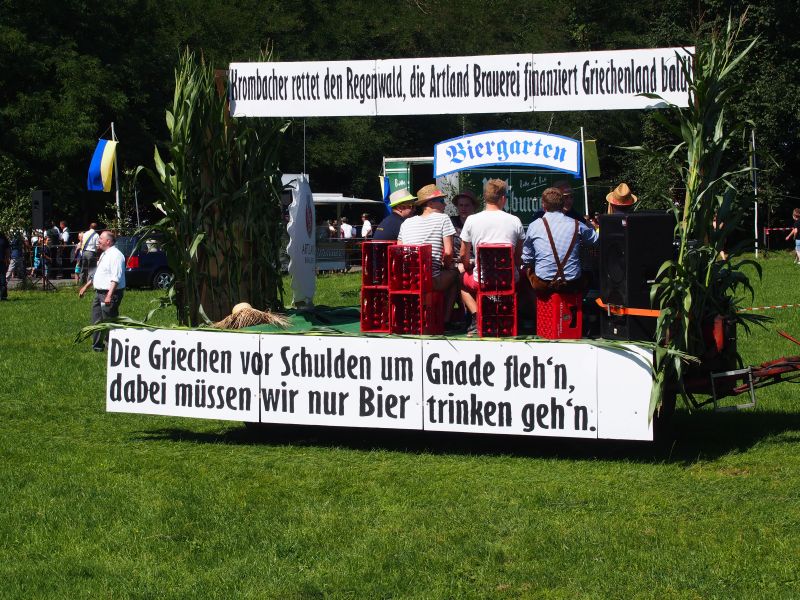 Krombacher rettet den Regenwald, die Artland Brauerei finanziert Griechenland bald!
Biergarten
Die Griechen vor Schulden um Gnade fleh'n,
dabei müssen wir nur Bier trinken geh'n.